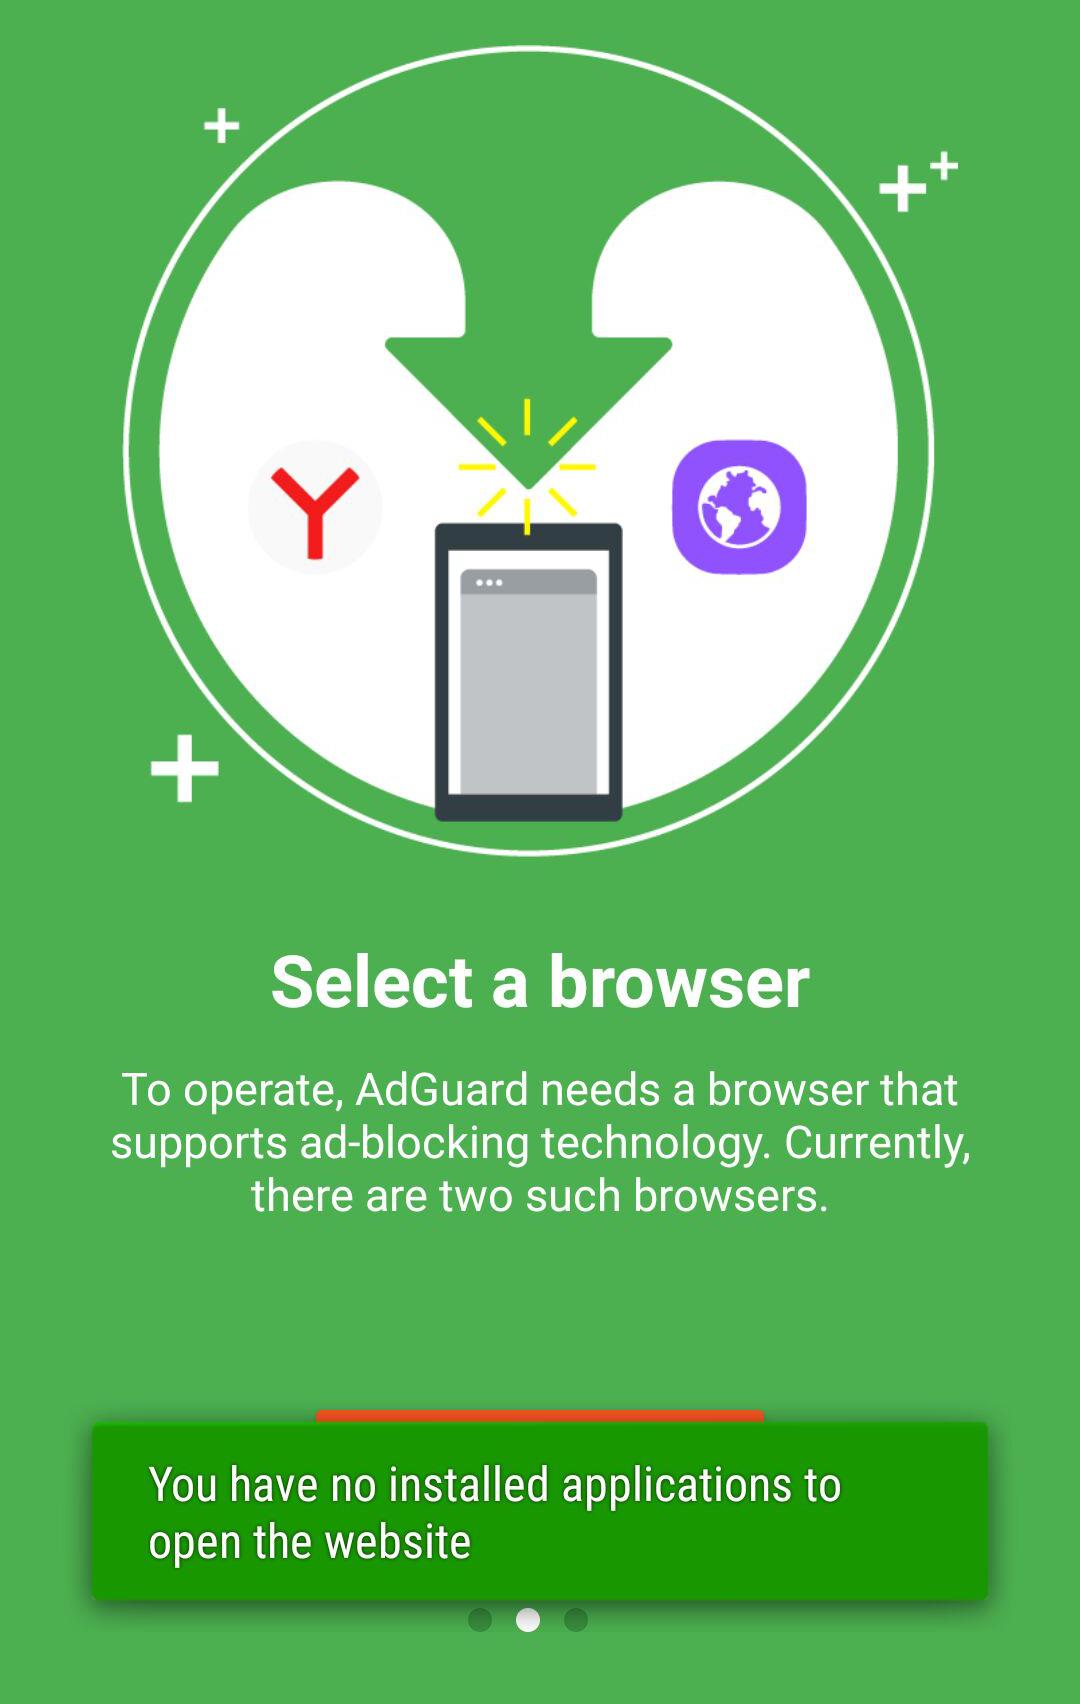 Select a browser
To operate, AdGuard needs a browser that
supports ad-blocking technology. Currently,
there are two such browsers.
You have no installed applications to
open the website